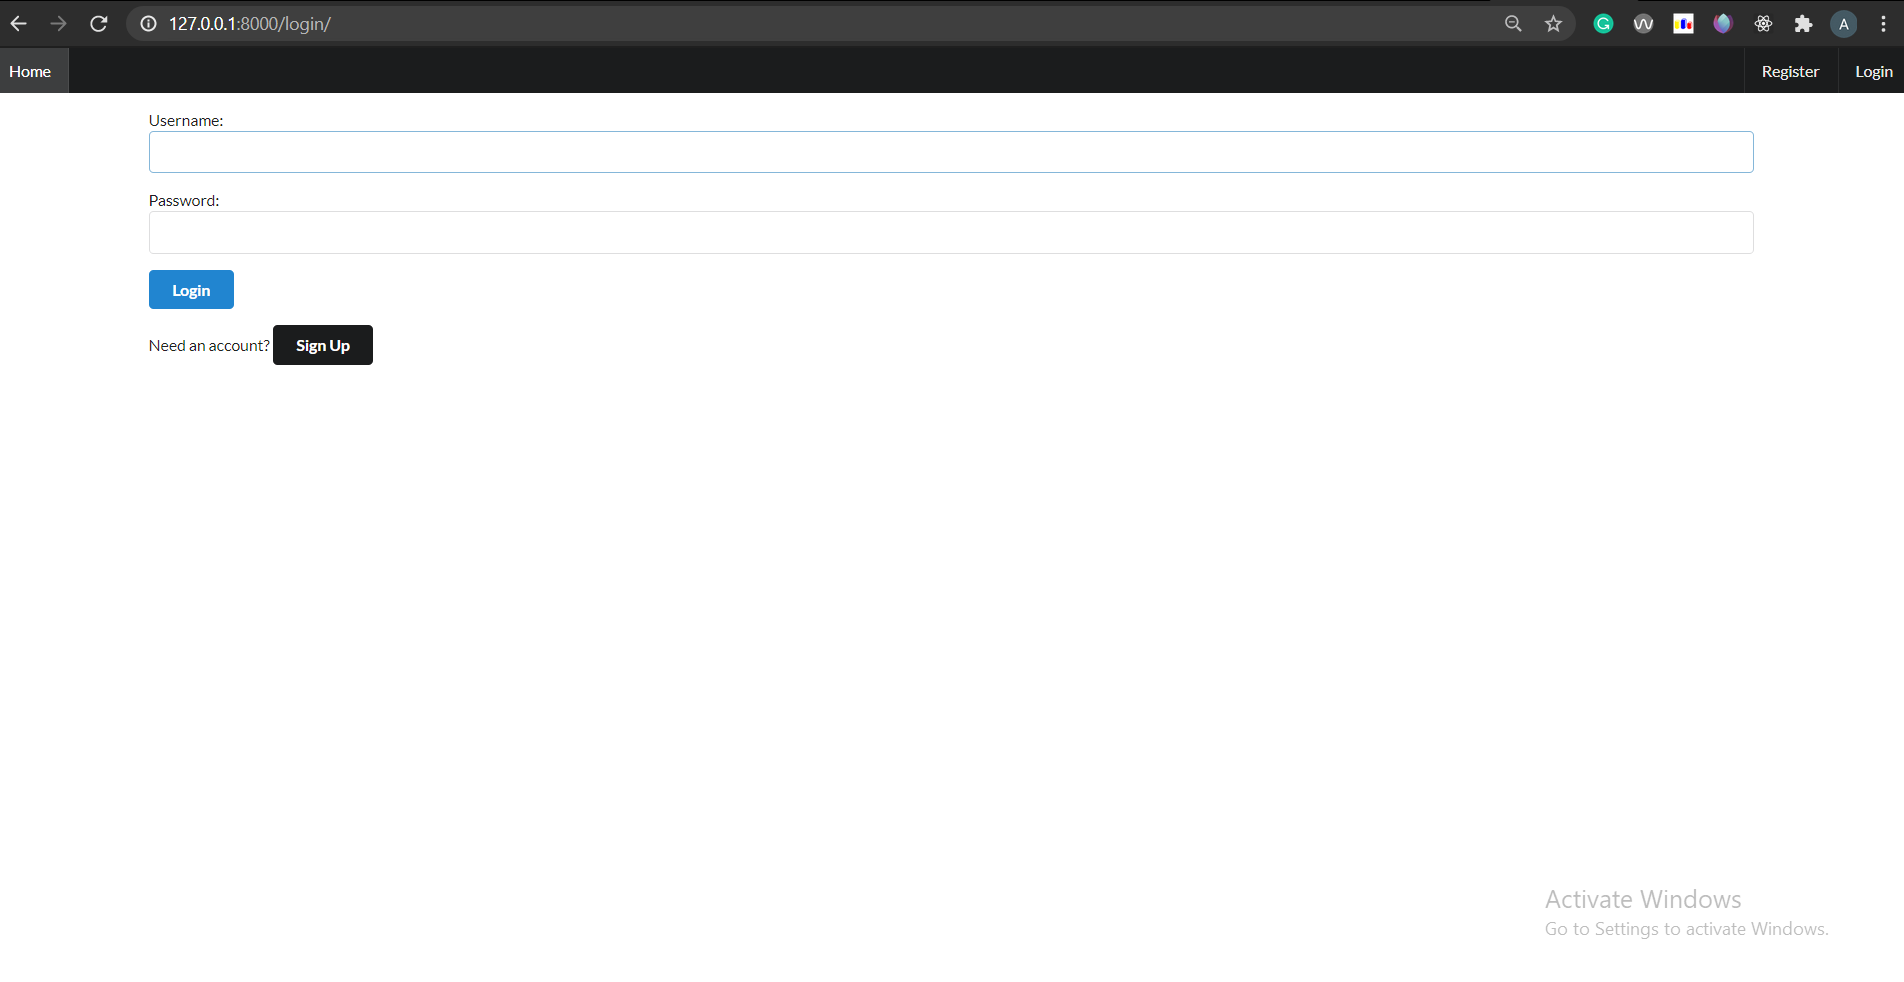 127.0.0.1:8000/login/
A
Home
Register
Login
Username:
Password:
Login
Need an account? Sign Up
Activate Windows
Go to Settings to activate Windows.